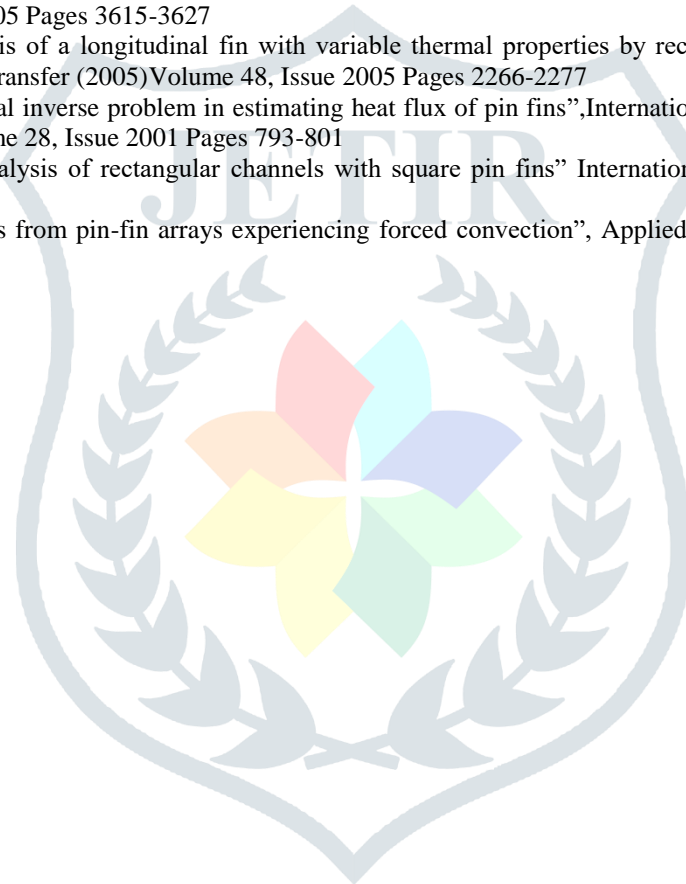 05 Pages 3615-3627
is of a longitudinal fin with variable thermal properties by rec
ransfer (2005)Volume 48, Issue 2005 Pages 2266-2277
al inverse problem in estimating heat flux of pin fins”,Internatio
ne 28, Issue 2001 Pages 793-801
alysis of rectangular channels with square pin fins” Internation
s from pin-fin arrays experiencing forced convection”, Applied
JETIR